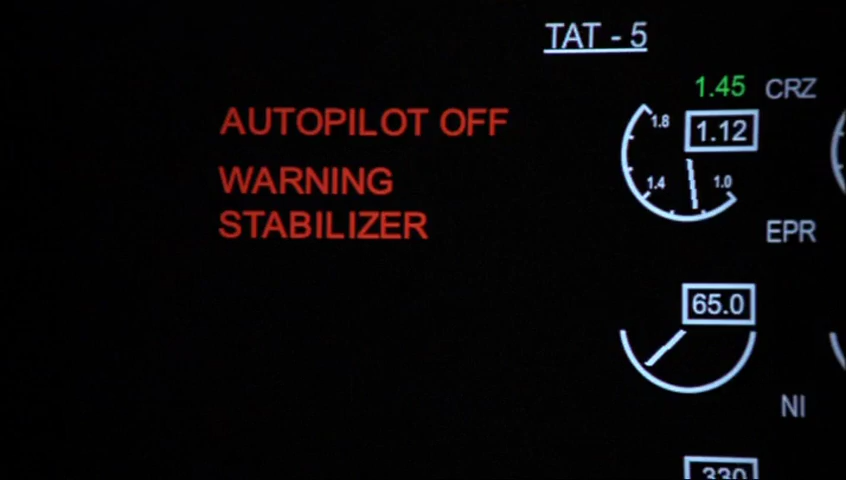 TAT - 5
1.45 CRZ
AUTOPILOT OFF
1.8 1.12
WARNING
1.4 1.0
STABILIZER
EPR
65.0
NI
330